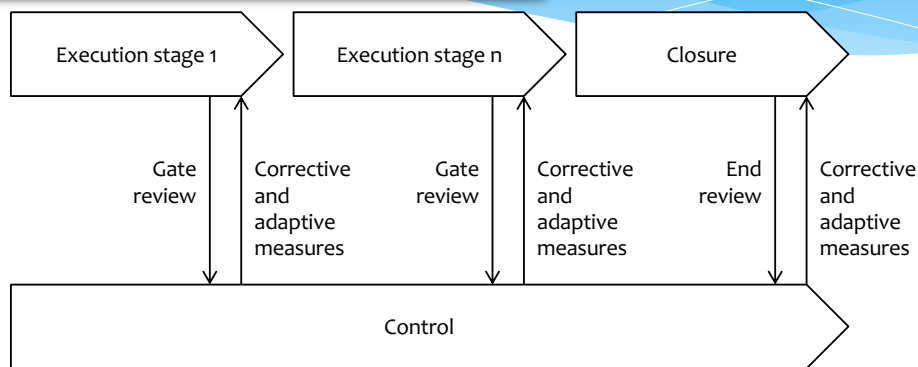 Execution stage 1
Execution stage n
Closure
Gate
review
Corrective
and
adaptive
measures
Gate
review
Corrective
and
adaptive
measures
End
review
Corrective
and
adaptive
measures
Control